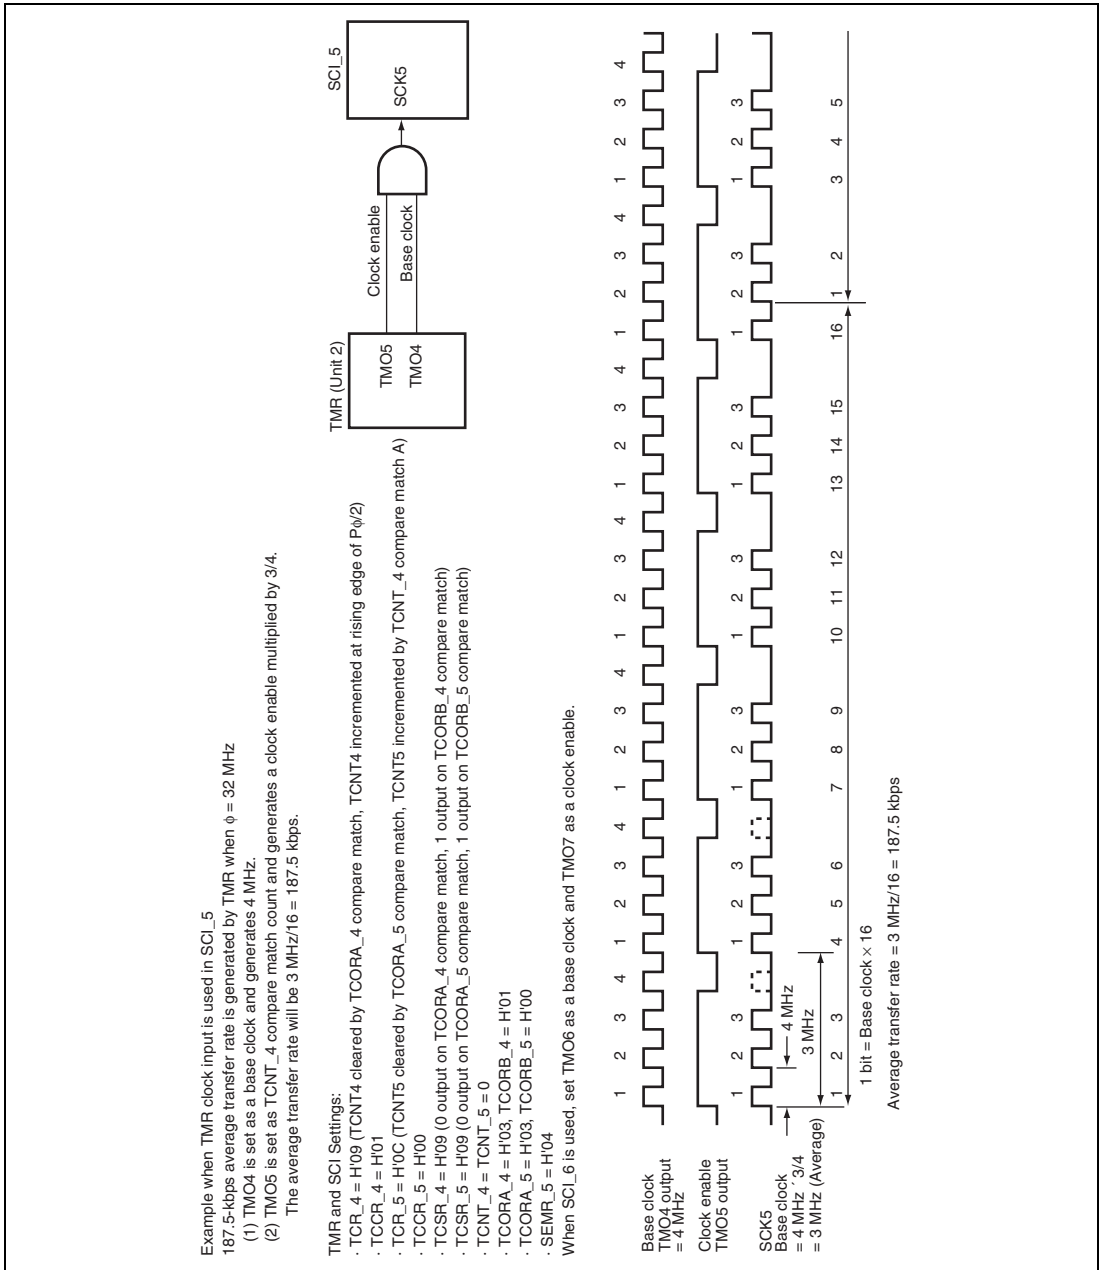 Example when TMR clock input is used in SCI_5
187.5-kbps average transfer rate is generated by TMR when ϕ = 32 MHz
(1) TMO4 is set as a base clock and generates 4 MHz.
(2) TMO5 is set as TCNT_4 compare match count and generates a clock enable multiplied by 3/4.
The average transfer rate will be 3 MHz/16 = 187.5 kbps.
TMR and SCI Settings:
· TCR_4 = H'09 (TCNT4 cleared by TCORA_4 compare match, TCNT4 incremented at rising edge of Pϕ/2)
· TCCR_4 = H'01
· TCR_5 = H'0C (TCNT5 cleared by TCORA_5 compare match, TCNT5 incremented by TCNT_4 compare match A)
· TCCR_5 = H'00
· TCSR_4 = H'09 (0 output on TCORA_4 compare match, 1 output on TCORB_4 compare match)
· TCSR_5 = H'09 (0 output on TCORA_5 compare match, 1 output on TCORB_5 compare match)
· TCNT_4 = TCNT_5 = 0
· TCORA_4 = H'03, TCORB_4 = H'01
· TCORA_5 = H'03, TCORB_5 = H'00
· SEMR_5 = H'04
When SCI_6 is used, set TMO6 as a base clock and TMO7 as a clock enable.
TMR (Unit 2)
TMO5
TMO4
Clock enable
Base clock
SCI_5
SCK5
Base clock
TMO4 output
= 4 MHz
1 2 3 4 1 2 3 4 1 2 3 4 1 2 3 4 1 2 3 4 1 2 3 4 1 2 3 4
Clock enable
TMO5 output
SCK5
Base clock
= 4 MHz ´ 3/4
= 3 MHz (Average)
1 2 3 1 2 3 1 2 3 1 2 3 1 2 3 1 2 3 1 2 3
4 MHz
3 MHz
1 2 3 4 5 6 7 8 9 10 11 12 13 14 15 16 1 2 3 4 5
1 bit = Base clock × 16
Average transfer rate = 3 MHz/16 = 187.5 kbps